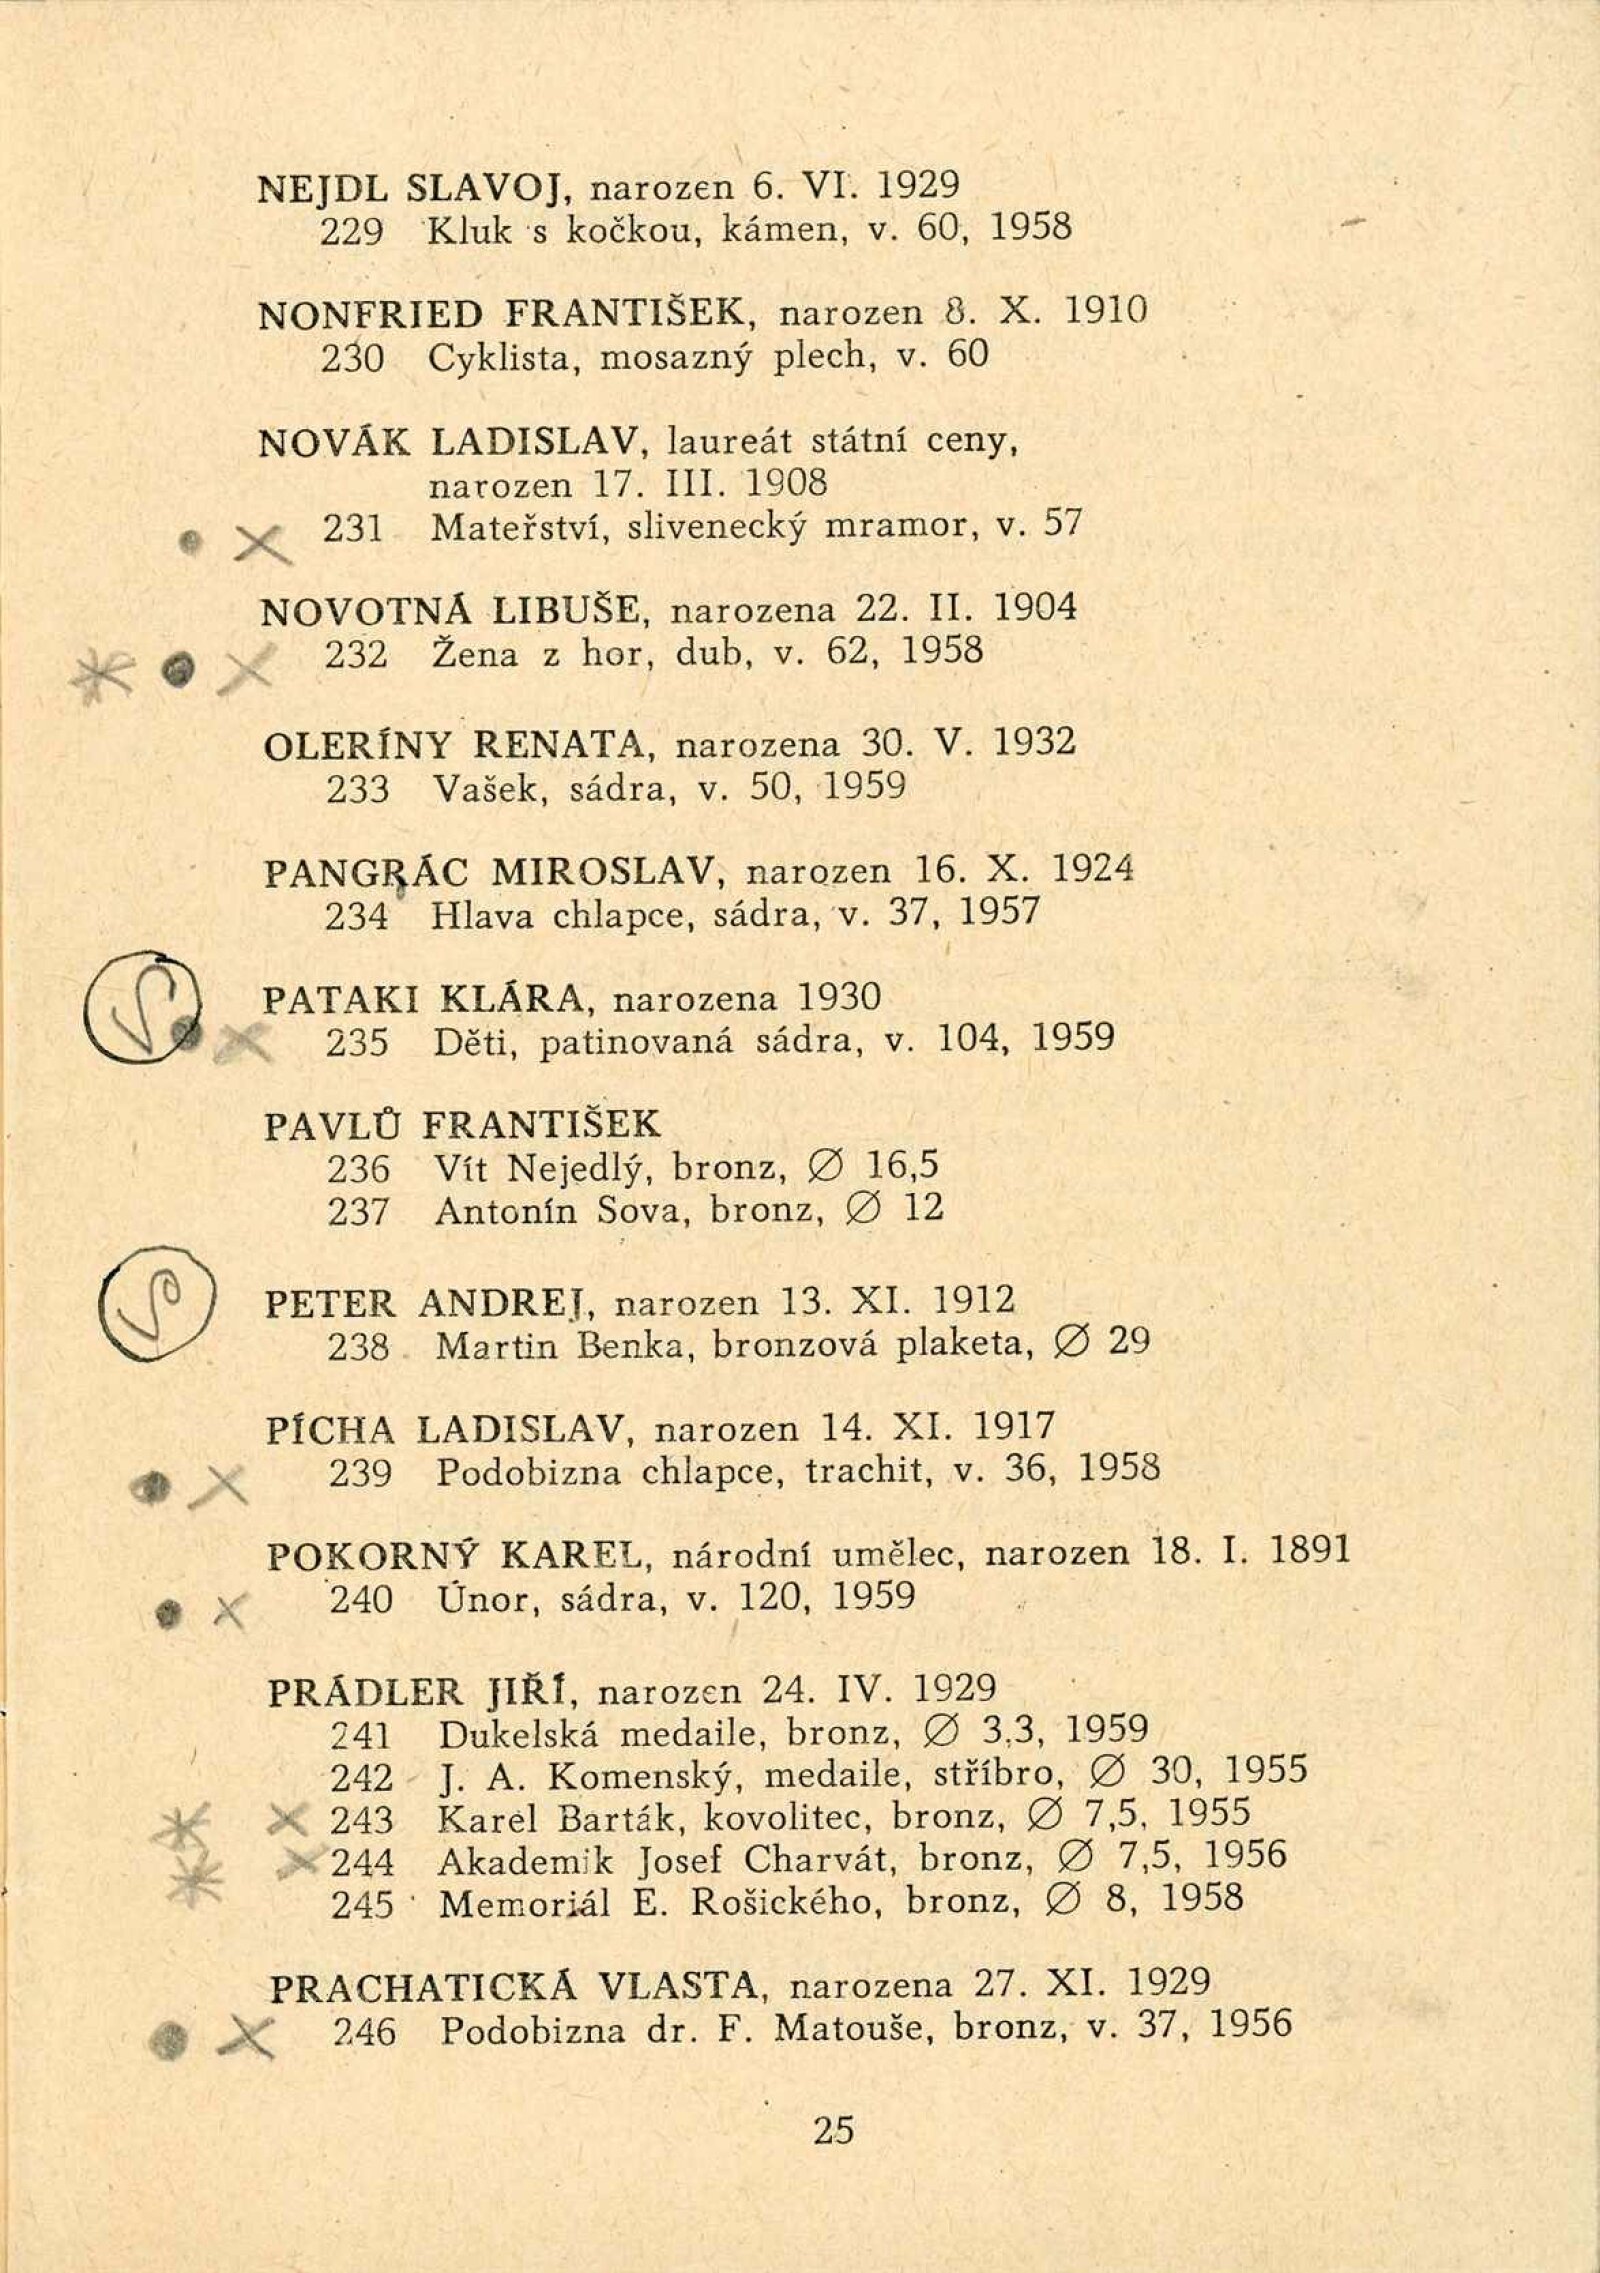 NEJDL SLAVOJ, narozen 6. VI. 1929
229 Kluk s kočkou, kámen, v. 60, 1958
NONFRIED FRANTIŠEK, narozen 8. X. 1910
230 Cyklista, mosazný plech, v. 60
NOVÁK LADISLAV, laureát státní ceny,
narozen 17. III. 1908
231 Mateřství, slivenecký mramor, v. 57
NOVOTNÁ LIBUŠE, narozena 22. II. 1904
232 Žena z hor, dub, v. 62, 1958
OLERÍNY RENATA, narozena 30. V. 1932
233 Vašek, sádra, v. 50, 1959
PANGRÁC MIROSLAV, narozen 16. X. 1924
234 Hlava chlapce, sádra, v. 37, 1957
PATAKI KLÁRA, narozena 1930
235 Děti, patinovaná sádra, v. 104, 1959
PAVLŮ FRANTIŠEK
236 Vít Nejedlý, bronz, ∅ 16,5
237 Antonín Sova, bronz, ∅ 12
PETER ANDREJ, narozen 13. XI. 1912
238 Martin Benka, bronzová plaketa, ∅ 29
PÍCHA LADISLAV, narozen 14. XI. 1917
239 Podobizna chlapce, trachit, v. 36, 1958
POKORNÝ KAREL, národní umělec, narozen 18. I. 1891
240 Únor, sádra, v. 120, 1959
PRÁDLER JIŘÍ, narozen 24. IV. 1929
241 Dukelská medaile, bronz, ∅ 3,3, 1959
242 J. A. Komenský, medaile, stříbro, ∅ 30, 1955
243 Karel Barták, kovolitec, bronz, ∅ 7,5, 1955
244 Akademik Josef Charvát, bronz, ∅ 7,5, 1956
245 Memoriál E. Rošického, bronz, ∅ 8, 1958
PRACHATICKÁ VLASTA, narozena 27. XI. 1929
246 Podobizna dr. F. Matouše, bronz, v. 37, 1956
25